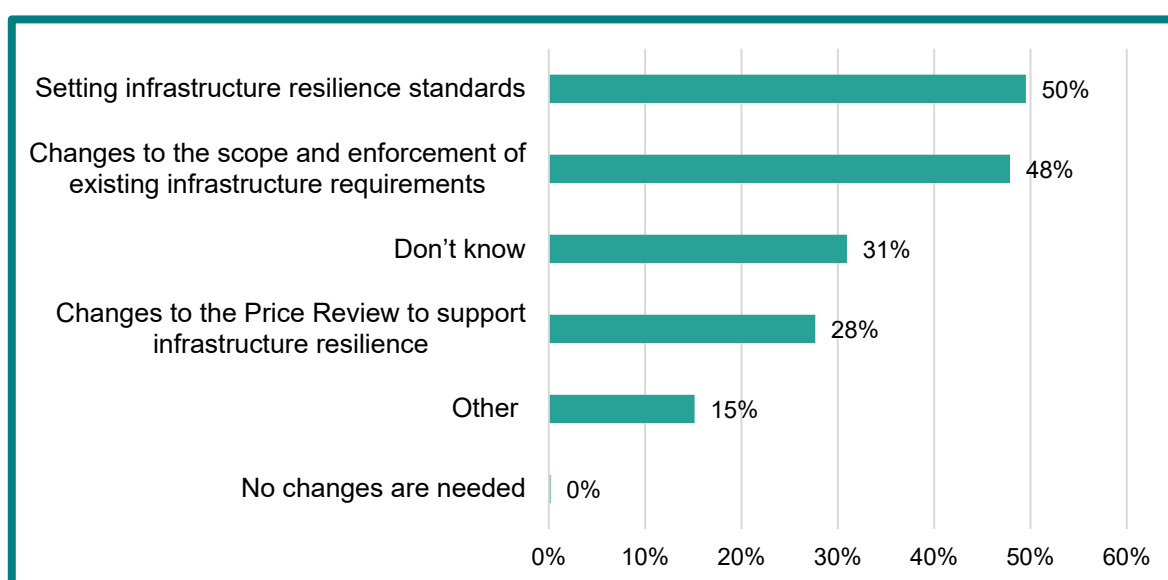 Setting infrastructure resilience standards
50%
Changes to the scope and enforcement of
existing infrastructure requirements
48%
Don’t know
31%
Changes to the Price Review to support
infrastructure resilience
28%
Other
15%
No changes are needed
0%
0% 10% 20% 30% 40% 50% 60%